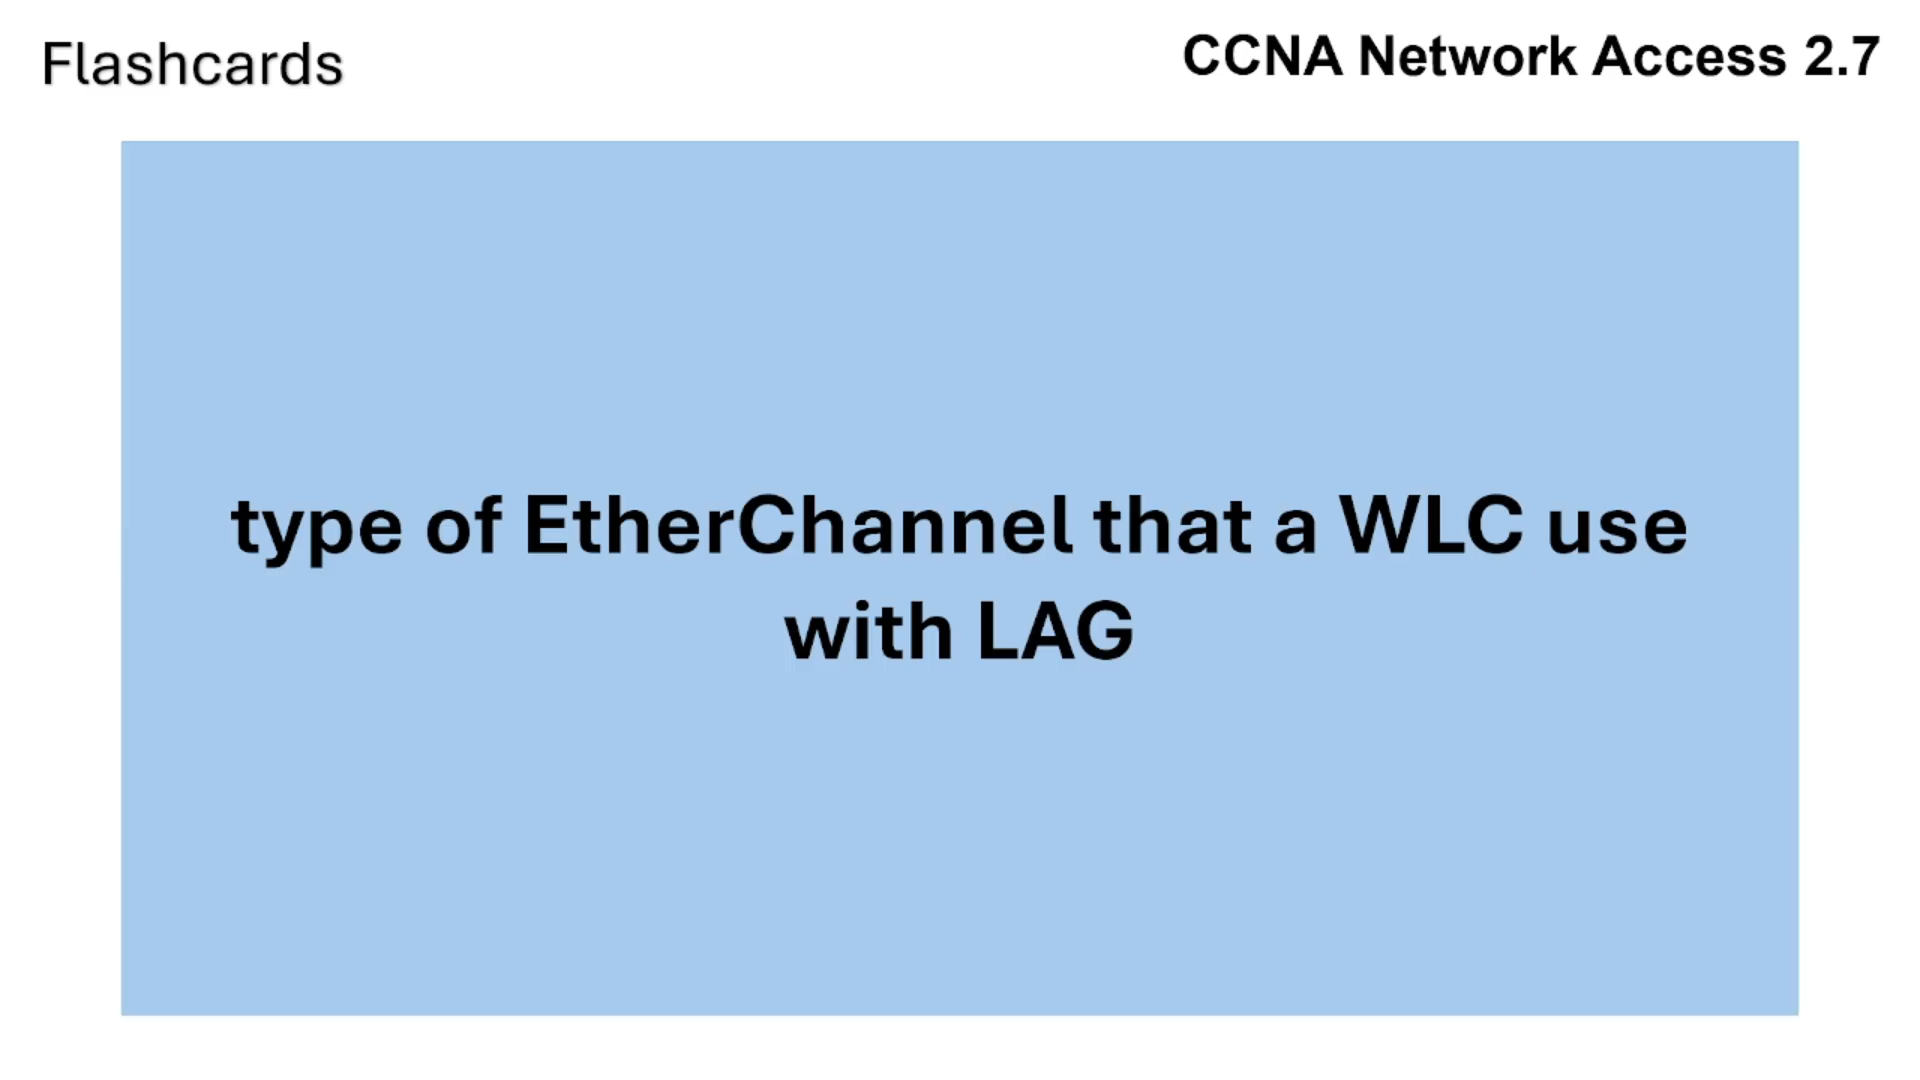 Flashcards
CCNA Network Access 2.7
type of EtherChannel that a WLC use
with LAG